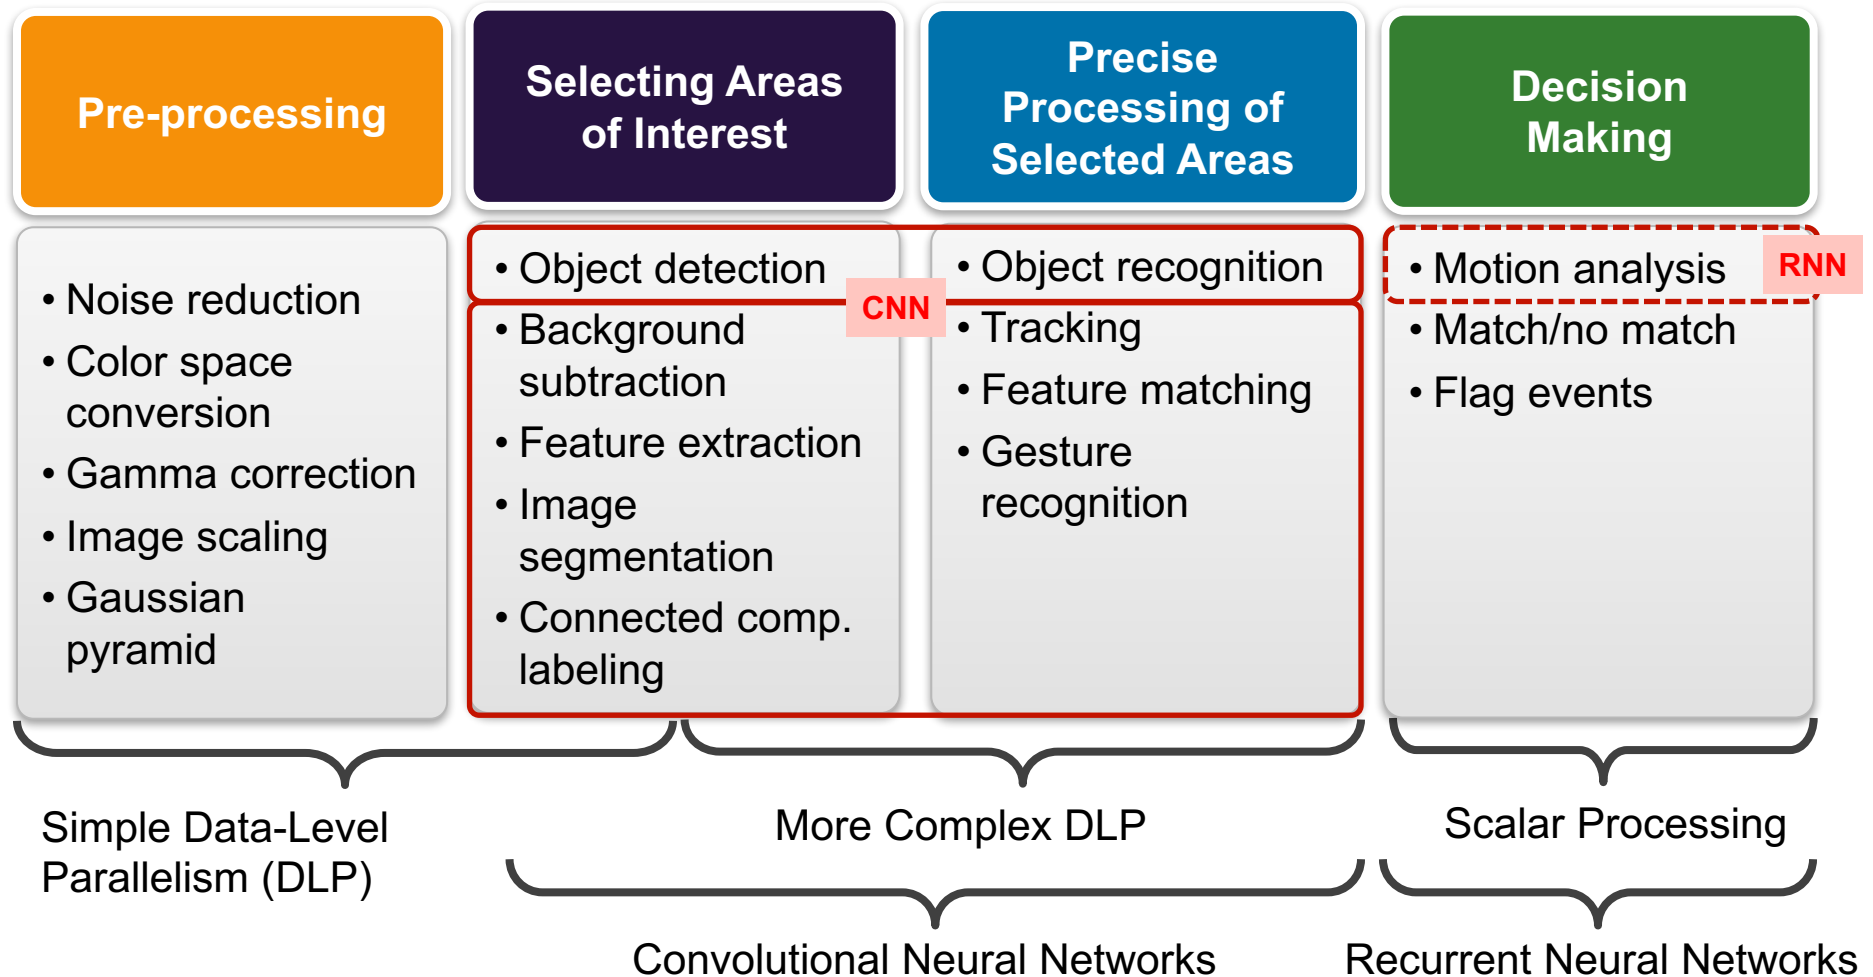 Pre-processing
Selecting Areas
of Interest
Precise
Processing of
Selected Areas
Decision
Making
• Noise reduction
• Color space
conversion
• Gamma correction
• Image scaling
• Gaussian
pyramid
• Object detection
• Background
subtraction
• Feature extraction
• Image
segmentation
• Connected comp.
labeling
CNN
• Object recognition
• Tracking
• Feature matching
• Gesture
recognition
• Motion analysis
RNN
• Match/no match
• Flag events
Simple Data-Level
Parallelism (DLP)
More Complex DLP
Scalar Processing
Convolutional Neural Networks
Recurrent Neural Networks